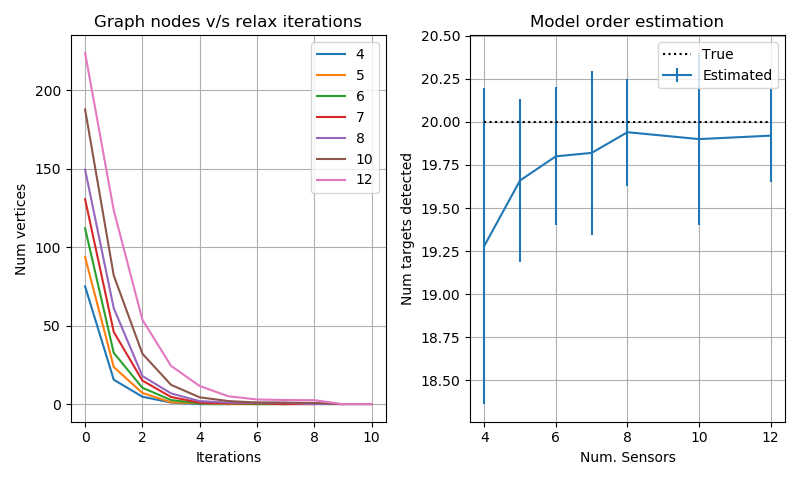 Graph nodes v/s relax iterations
4
5
6
7
8
10
12
200
150
100
50
0
Num vertices
0 2 4 6 8 10
Iterations
Model order estimation
True
Estimated
20.50
20.25
20.00
19.75
19.50
19.25
19.00
18.75
18.50
Num targets detected
4 6 8 10 12
Num. Sensors